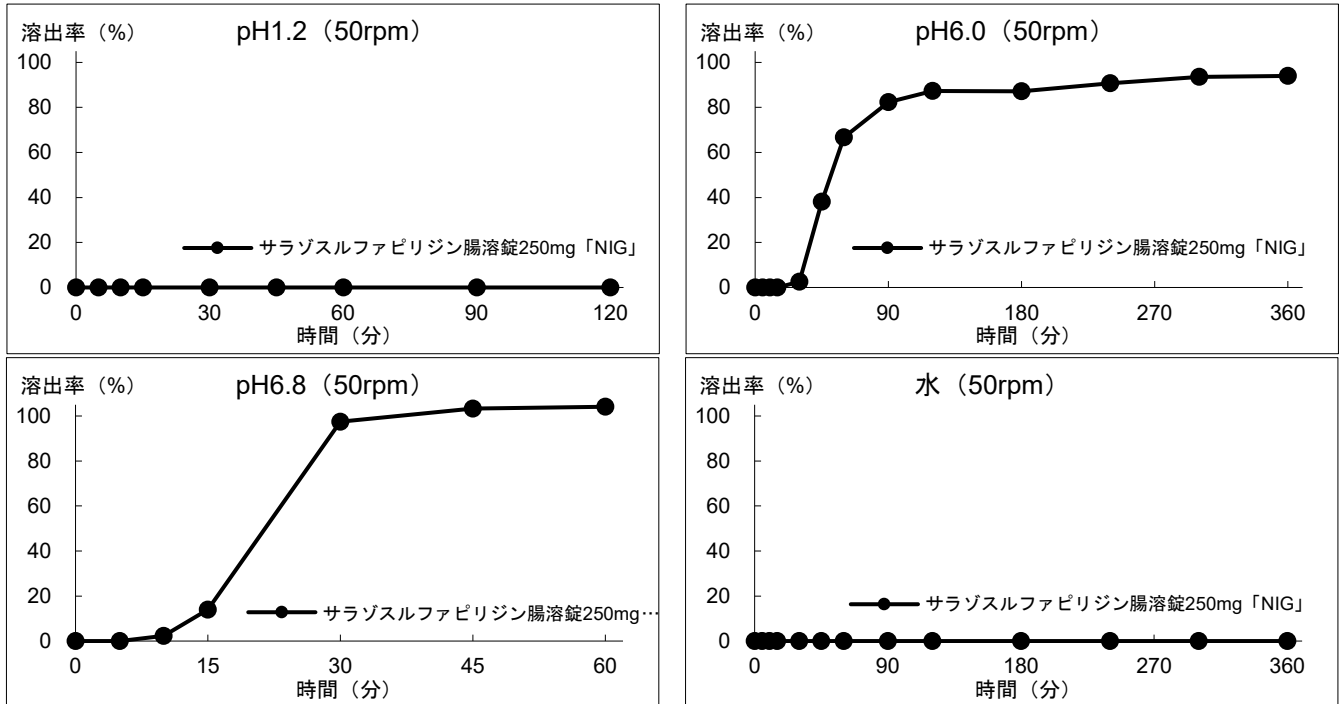 溶出率（%）
pH1.2（50rpm）
100
80
60
40
20
0
サラゾスルファピリジン腸溶錠250mg「NIG」
0 30 60 90 120
時間（分）
溶出率（%）
pH6.0（50rpm）
100
80
60
40
20
0
サラゾスルファピリジン腸溶錠250mg「NIG」
0 90 180 270 360
時間（分）
溶出率（%）
pH6.8（50rpm）
100
80
60
40
20
0
サラゾスルファピリジン腸溶錠250mg…
0 15 30 45 60
時間（分）
溶出率（%）
水（50rpm）
100
80
60
40
20
0
サラゾスルファピリジン腸溶錠250mg「NIG」
0 90 180 270 360
時間（分）